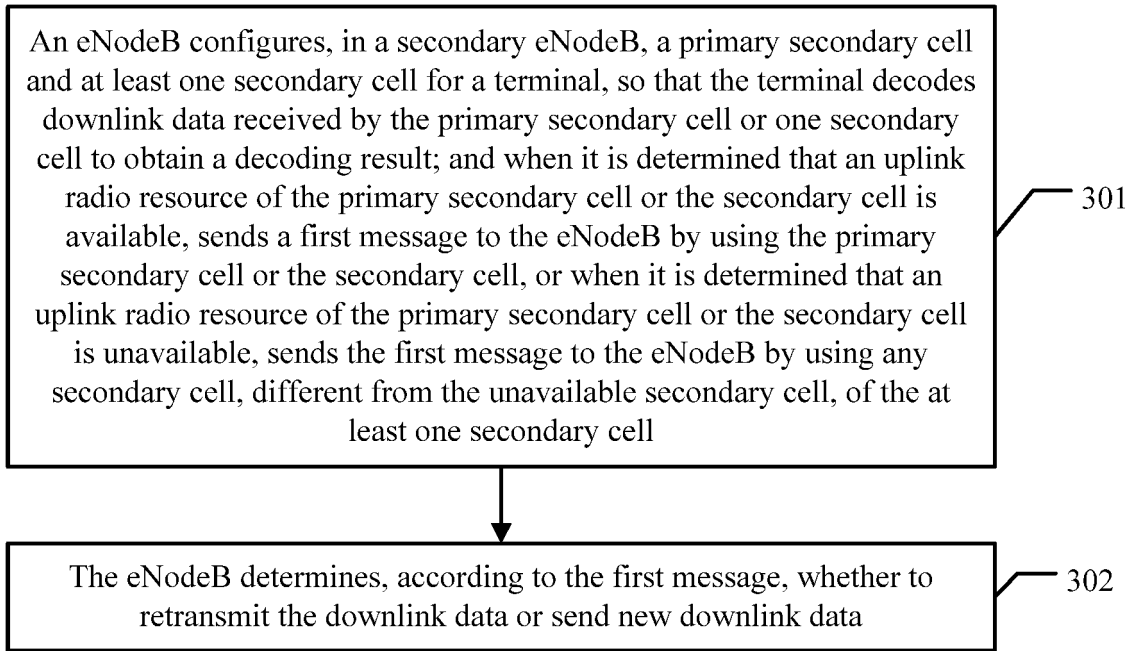 An eNodeB configures, in a secondary eNodeB, a primary secondary cell
and at least one secondary cell for a terminal, so that the terminal decodes
downlink data received by the primary secondary cell or one secondary
cell to obtain a decoding result; and when it is determined that an uplink
radio resource of the primary secondary cell or the secondary cell is
available, sends a first message to the eNodeB by using the primary
secondary cell or the secondary cell, or when it is determined that an
uplink radio resource of the primary secondary cell or the secondary cell
is unavailable, sends the first message to the eNodeB by using any
secondary cell, different from the unavailable secondary cell, of the at
least one secondary cell
301
The eNodeB determines, according to the first message, whether to
retransmit the downlink data or send new downlink data
302